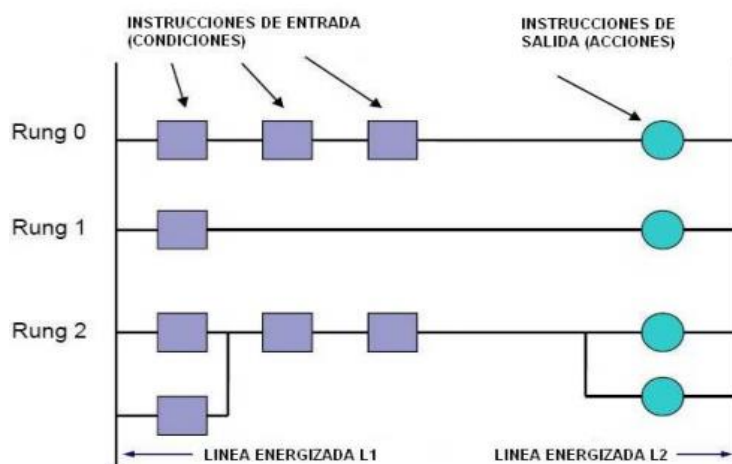 INSTRUCCIONES DE ENTRADA
(CONDICIONES)
INSTRUCCIONES DE
SALIDA (ACCIONES)
Rung 0
Rung 1
Rung 2
LINEA ENERGIZADA L1
LINEA ENERGIZADA L2